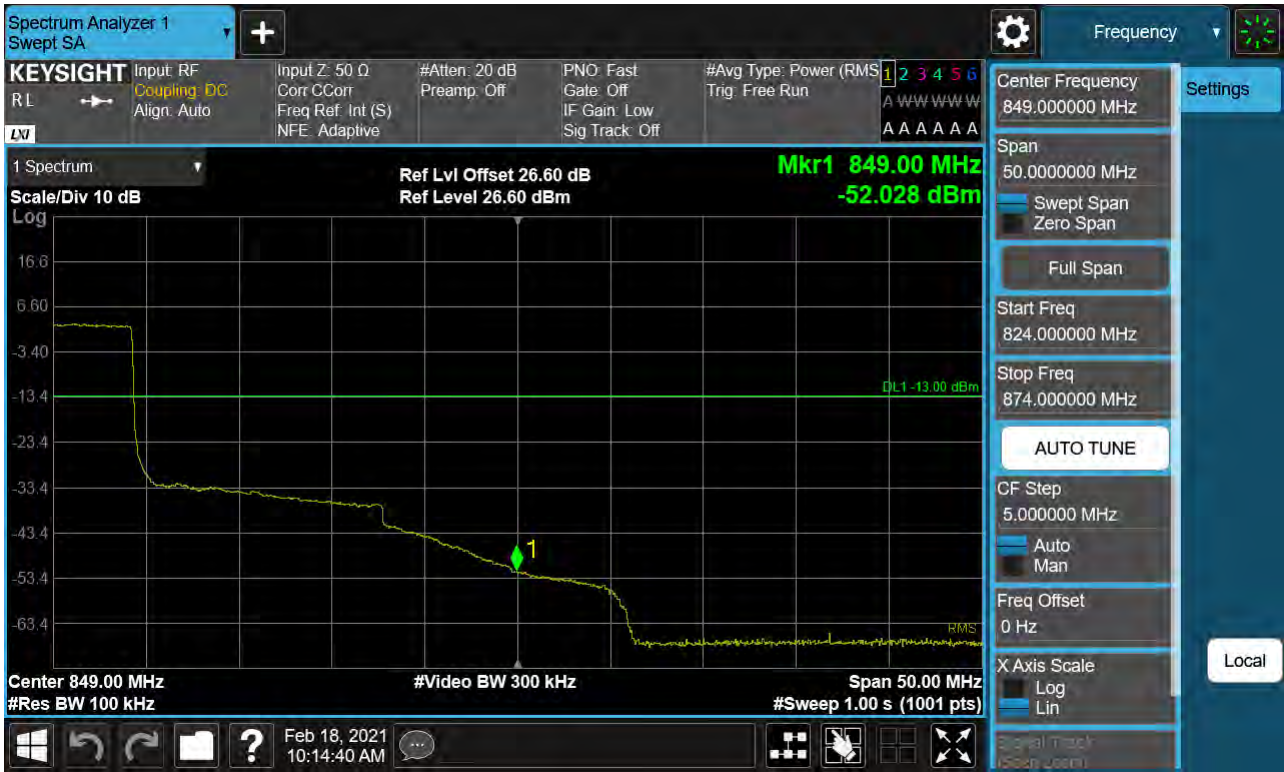 Spectrum Analyzer 1
Swept SA
+
Frequency
KEYSIGHT
RL
LXI
Input: RF
Coupling: DC
Align: Auto
Input Z: 50 Ω
Corr CCorr
Freq Ref: Int (S)
NFE: Adaptive
#Atten: 20 dB
Preamp: Off
PNO: Fast
Gate: Off
IF Gain: Low
Sig Track: Off
#Avg Type: Power (RMS
Trig: Free Run
1 2 3 4 5 6
A W W W W W
A A A A A A
1 Spectrum
Scale/Div 10 dB
Log
Ref Lvl Offset 26.60 dB
Ref Level 26.60 dBm
Mkr1 849.00 MHz
-52.028 dBm
16.6
6.60
-3.40
-13.4
-23.4
-33.4
-43.4
-53.4
-63.4
DL1 -13.00 dBm
1
RMS
Center 849.00 MHz
#Res BW 100 kHz
#Video BW 300 kHz
Span 50.00 MHz
#Sweep 1.00 s (1001 pts)
Center Frequency
849.000000 MHz
Settings
Span
50.0000000 MHz
Swept Span
Zero Span
Full Span
Start Freq
824.000000 MHz
Stop Freq
874.000000 MHz
AUTO TUNE
CF Step
5.000000 MHz
Auto
Man
Freq Offset
0 Hz
X Axis Scale
Log
Lin
Signal Track
(Span Zoom)
Local
?
Feb 18, 2021
10:14:40 AM